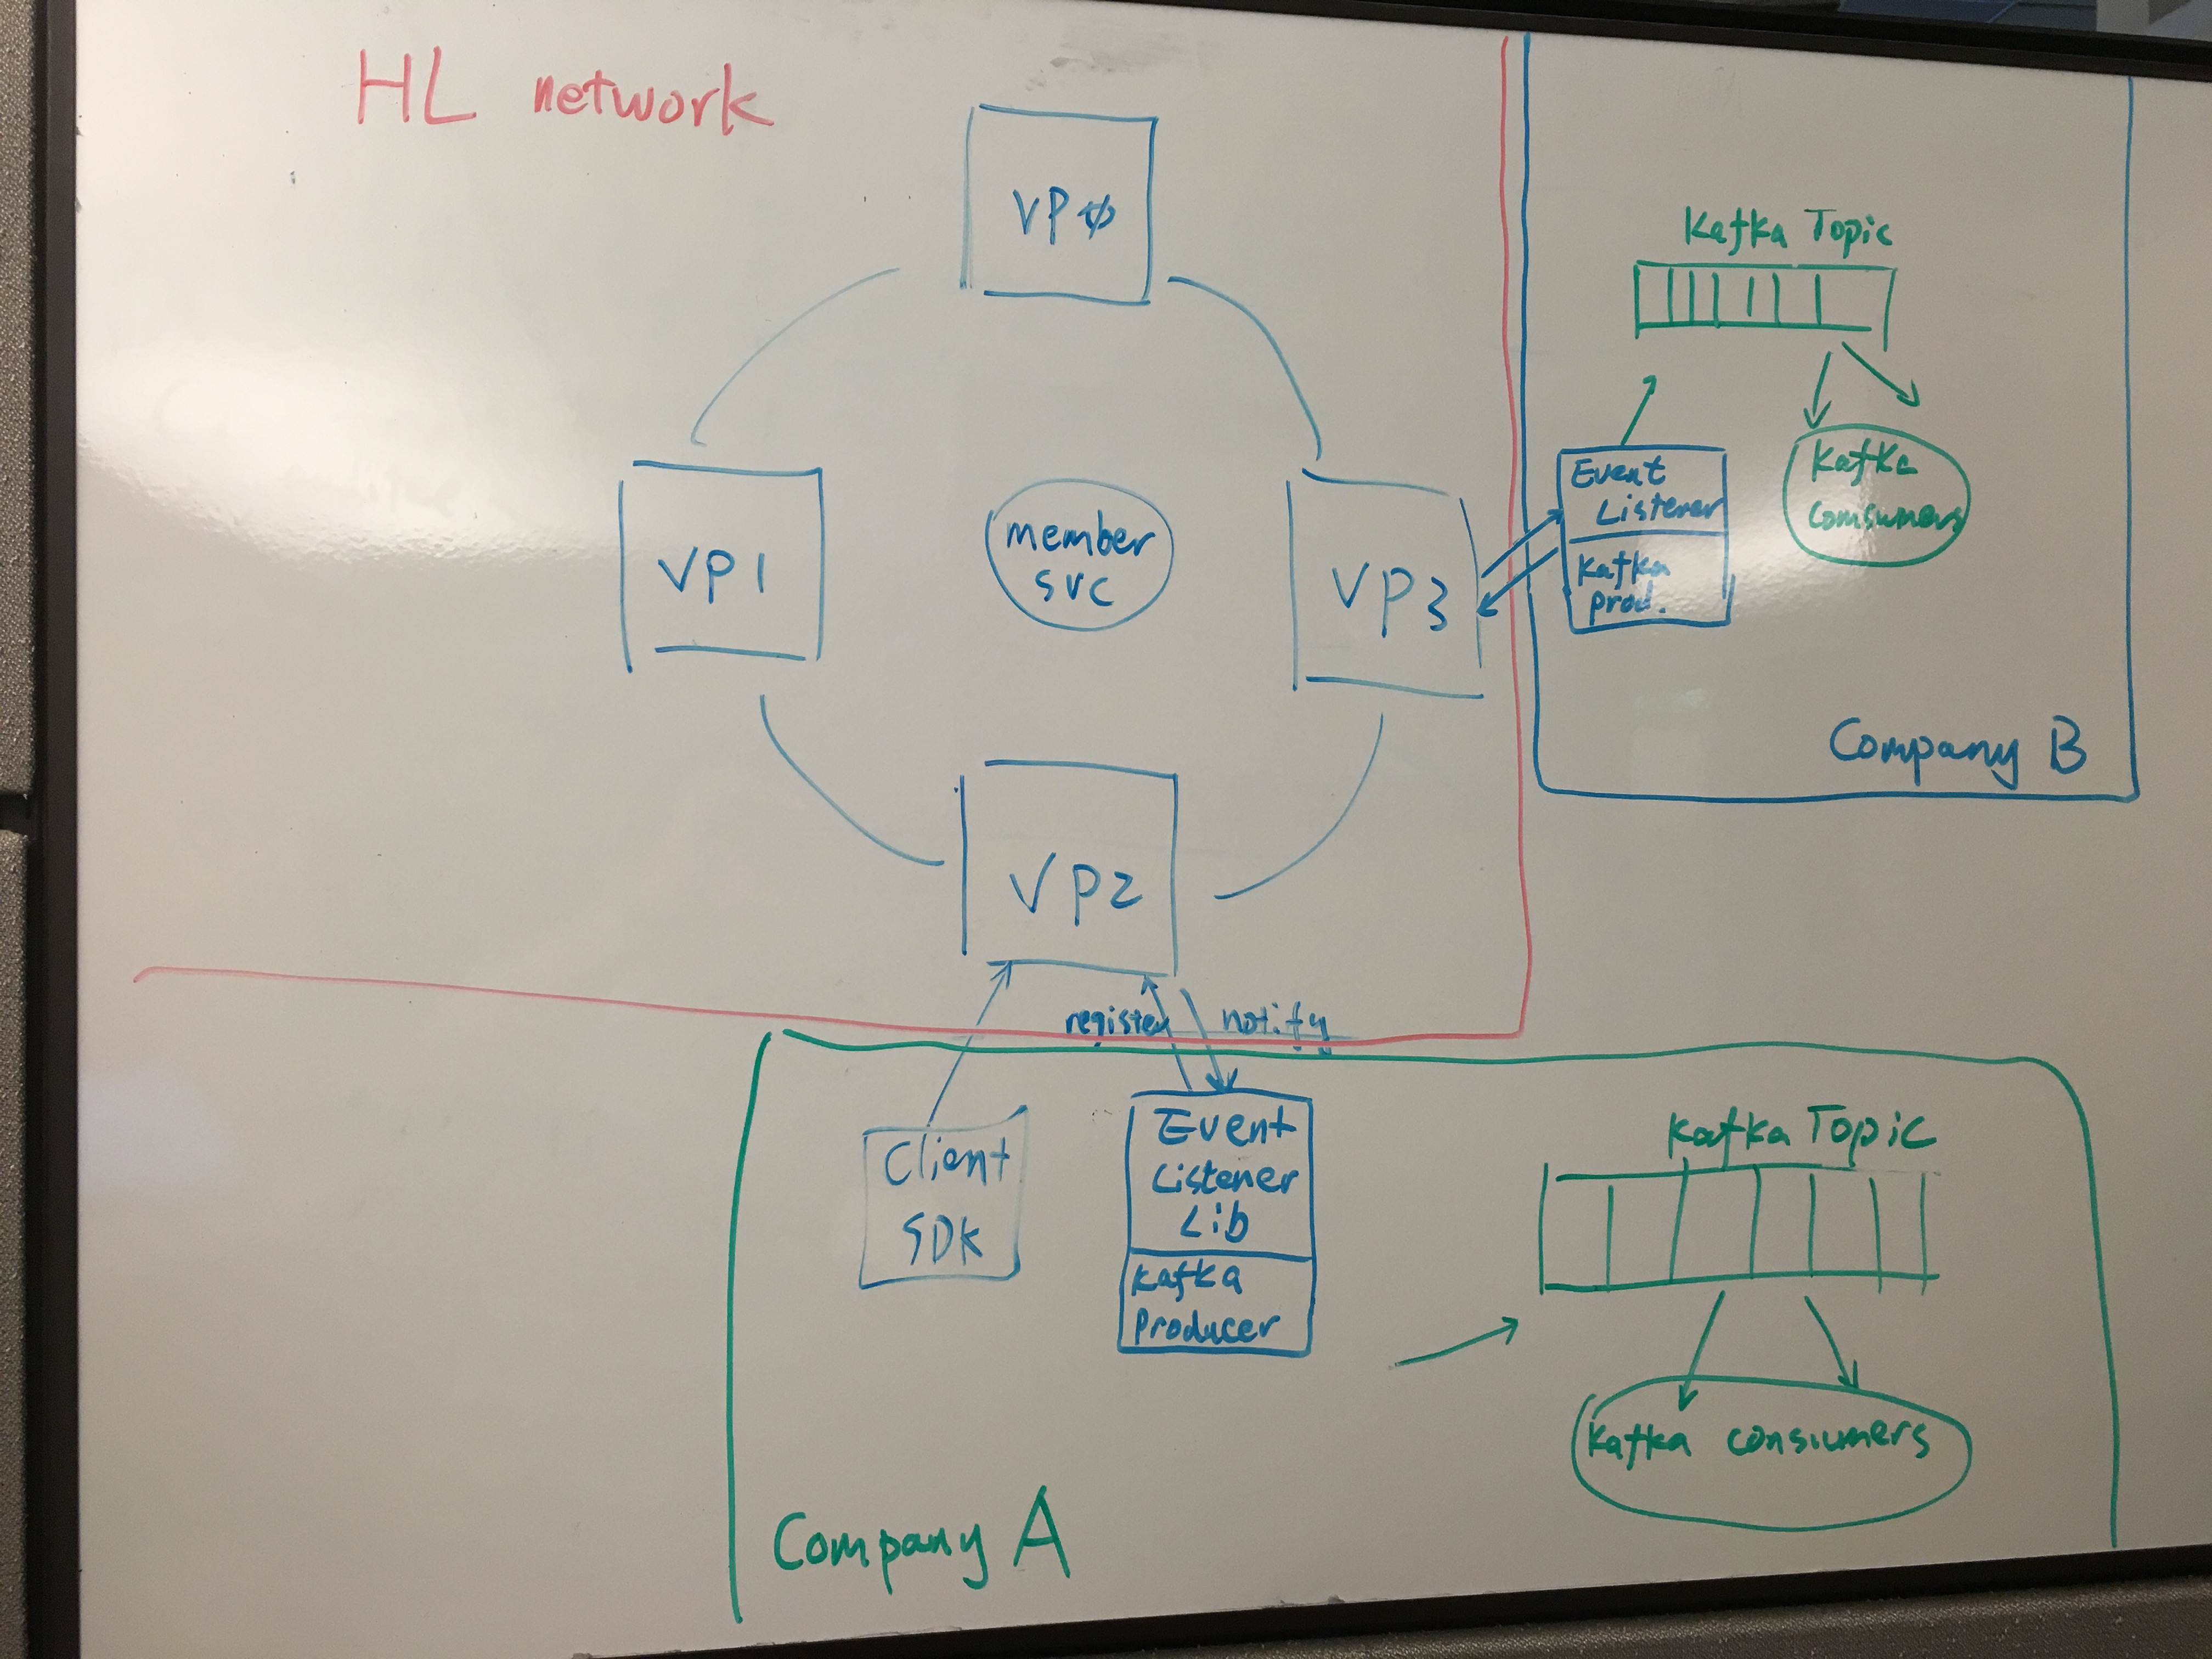 HL network
VPØ
VP1
member
svc
VP3
VP2
register
notify
Kafka Topic
Event
Listener
Kafka
prod.
Kafka
Comsumers
Company B
Client
SDK
Event
Listener
Lib
Kafka
Producer
Kafka Topic
Kafka consumers
Company A